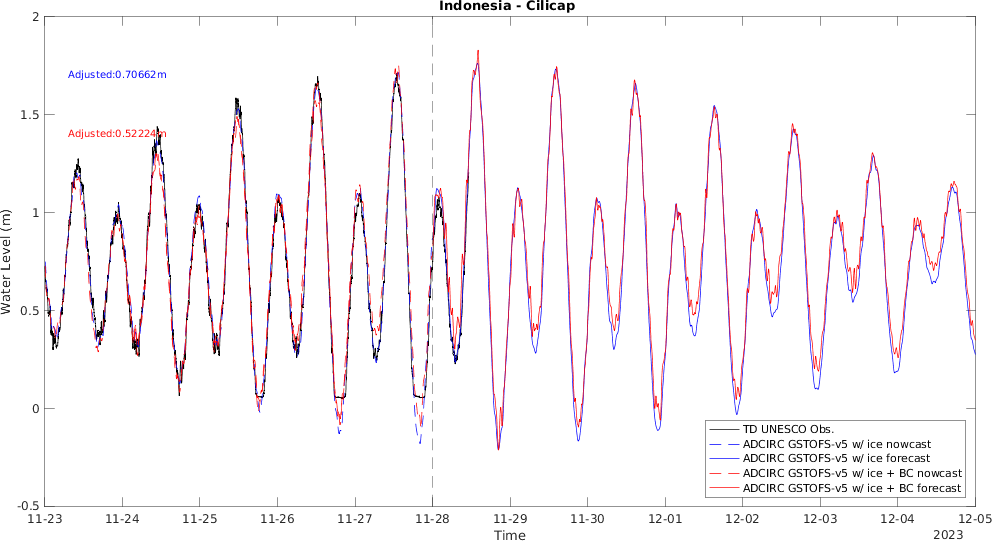 Indonesia - Cilicap
Water Level (m)
2
1.5
1
0.5
0
-0.5
Adjusted:0.70662m
Adjusted:0.52224m
TD UNESCO Obs.
ADCIRC GSTOFS-v5 w/ ice nowcast
ADCIRC GSTOFS-v5 w/ ice forecast
ADCIRC GSTOFS-v5 w/ ice + BC nowcast
ADCIRC GSTOFS-v5 w/ ice + BC forecast
11-23 11-24 11-25 11-26 11-27 11-28 11-29 11-30 12-01 12-02 12-03 12-04 12-05
Time
2023